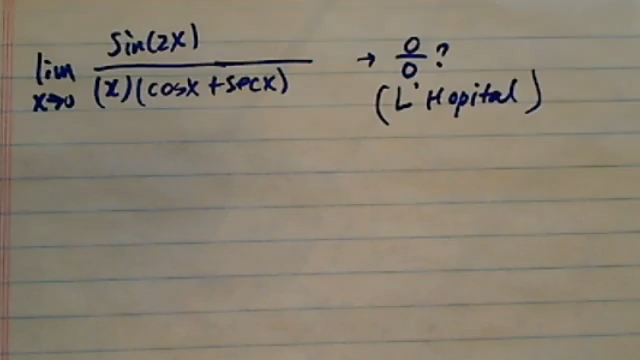 lim x→0 sin(2x) / (x)(cosx + secx) → 0/0 ?
(L'Hopital)